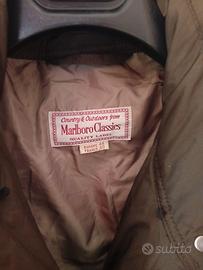 Country & Outdoors from
Marlboro Classics
QUALITY LABEL
subito